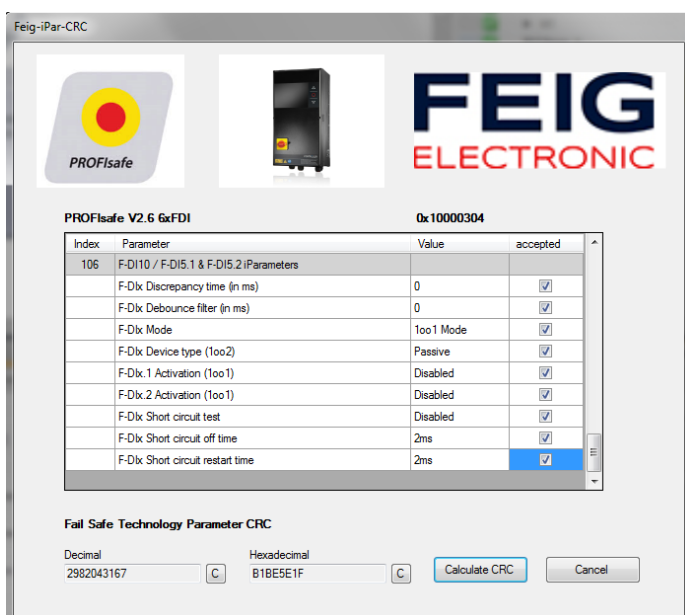 Feig-iPar-CRC
PROFIsafe
FEIG
ELECTRONIC
PROFIsafe V2.6 6xFDI 0x10000304
Index Parameter Value accepted
106 F-DI10 / F-DI5.1 & F-DI5.2 iParameters
F-DIx Discrepancy time (in ms) 0
F-DIx Debounce filter (in ms) 0
F-DIx Mode 1oo1 Mode
F-DIx Device type (1oo2) Passive
F-DIx.1 Activation (1oo1) Disabled
F-DIx.2 Activation (1oo1) Disabled
F-DIx Short circuit test Disabled
F-DIx Short circuit off time 2ms
F-DIx Short circuit restart time 2ms
Fail Safe Technology Parameter CRC
Decimal Hexadecimal
2982043167 C B1BE5E1F C Calculate CRC Cancel